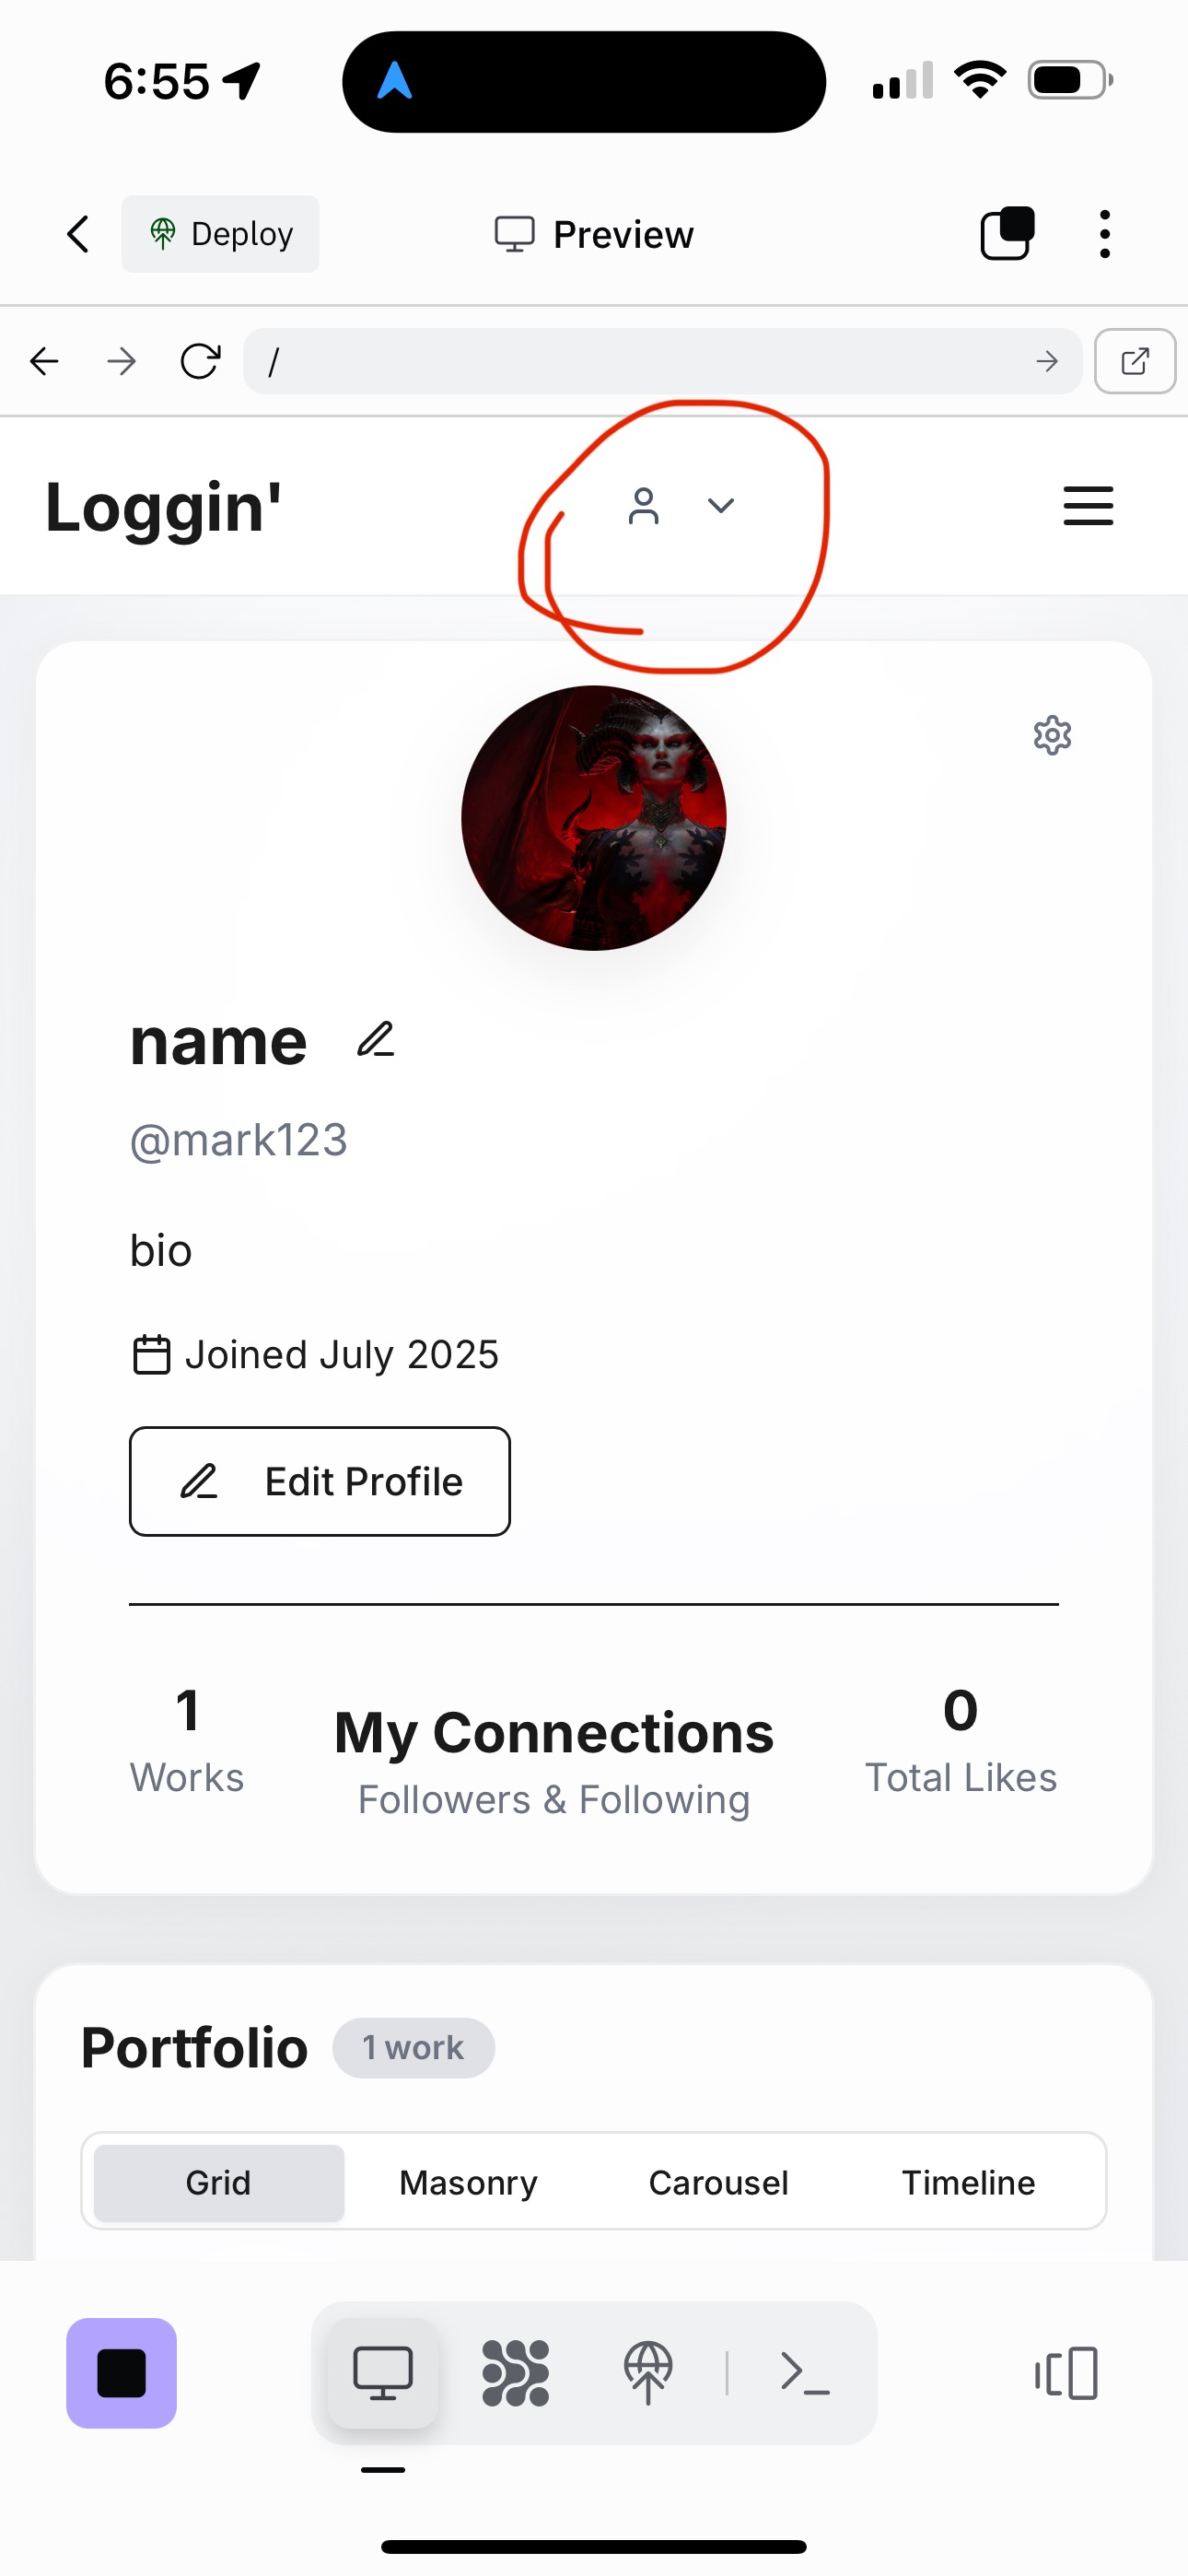 6:55
Deploy
Preview
/
Loggin'
name
@mark123
bio
Joined July 2025
Edit Profile
1
Works
My Connections
Followers & Following
0
Total Likes
Portfolio
1 work
Grid
Masonry
Carousel
Timeline